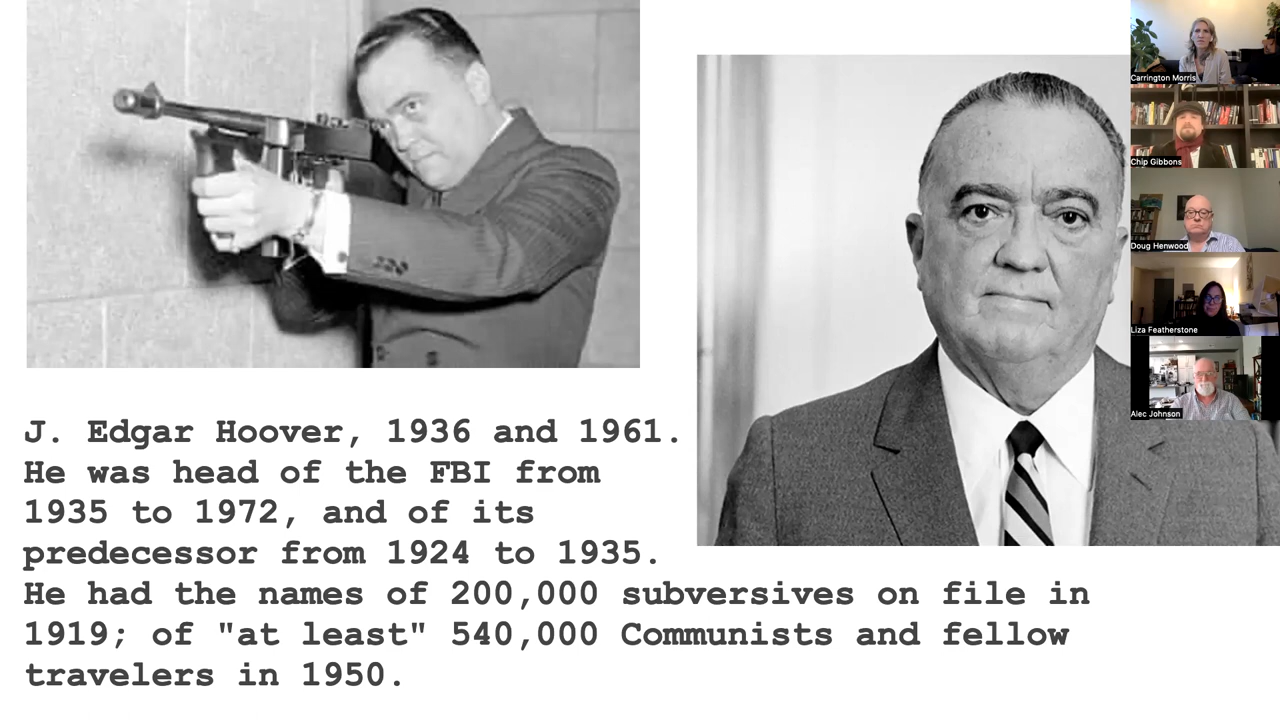 J. Edgar Hoover, 1936 and 1961.
He was head of the FBI from
1935 to 1972, and of its
predecessor from 1924 to 1935.
He had the names of 200,000 subversives on file in
1919; of "at least" 540,000 Communists and fellow
travelers in 1950.
Carrington Morris
Chip Gibbons
Doug Henwood
Liza Featherstone
Alec Johnson